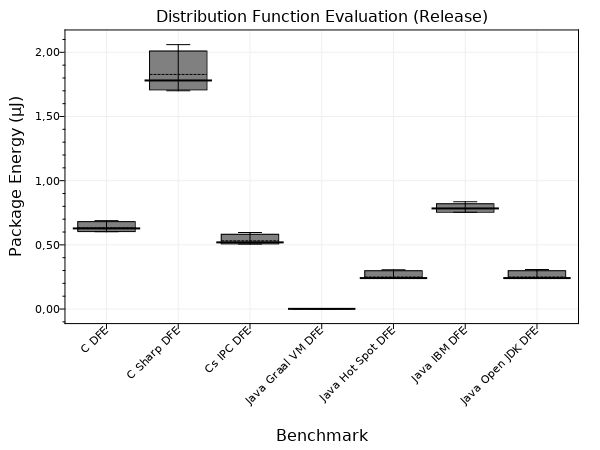 Distribution Function Evaluation (Release)
Package Energy (µJ)
2,00
1,50
1,00
0,50
0,00
C DFE
C Sharp DFE
Cs IPC DFE
Java Graal VM DFE
Java Hot Spot DFE
Java IBM DFE
Java Open JDK DFE
Benchmark